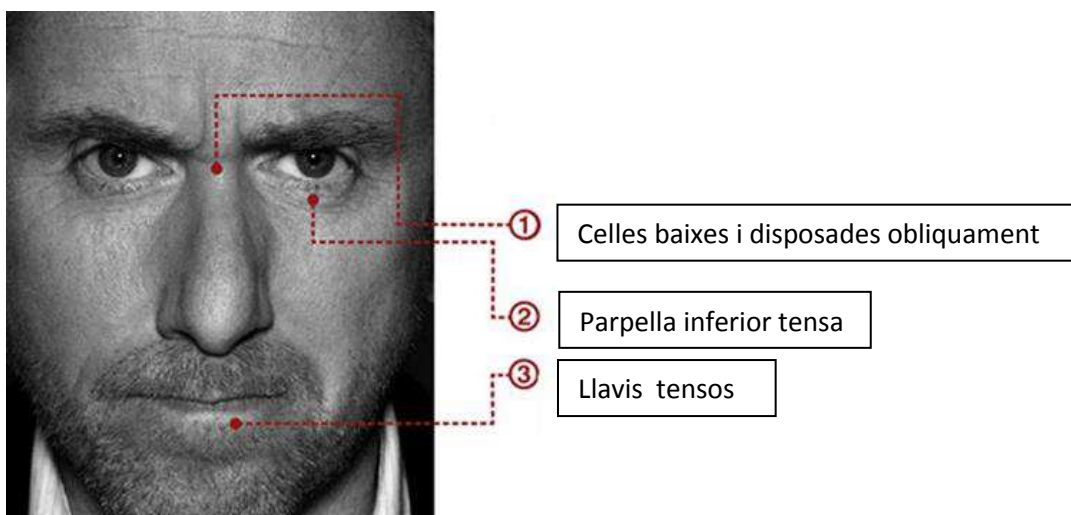 ① Celles baixes i disposades obliquament
② Parpella inferior tensa
③ Llavis tensos